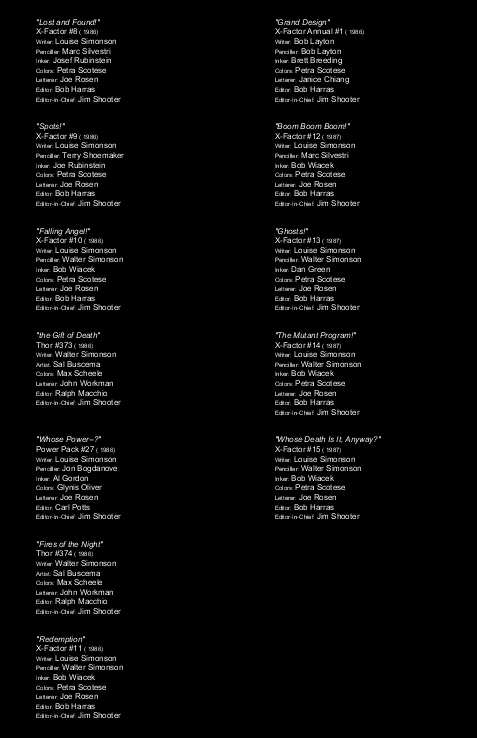 "Lost and Found!"
X-Factor #8 ( 1986)
Writer: Louise Simonson
Penciller: Marc Silvestri
Inker: Josef Rubinstein
Colors: Petra Scotese
Letterer: Joe Rosen
Editor: Bob Harras
Editor-In-Chief: Jim Shooter
"Spots!"
X-Factor #9 ( 1986)
Writer: Louise Simonson
Penciller: Terry Shoemaker
Inker: Joe Rubinstein
Colors: Petra Scotese
Letterer: Joe Rosen
Editor: Bob Harras
Editor-In-Chief: Jim Shooter
"Falling Angel!"
X-Factor #10 ( 1986)
Writer: Louise Simonson
Penciller: Walter Simonson
Inker: Bob Wiacek
Colors: Petra Scotese
Letterer: Joe Rosen
Editor: Bob Harras
Editor-In-Chief: Jim Shooter
"the Gift of Death"
Thor #373 ( 1986)
Writer: Walter Simonson
Artist: Sal Buscema
Colors: Max Scheele
Letterer: John Workman
Editor: Ralph Macchio
Editor-In-Chief: Jim Shooter
"Whose Power--?"
Power Pack #27 ( 1986)
Writer: Louise Simonson
Penciller: Jon Bogdanove
Inker: Al Gordon
Colors: Glynis Oliver
Letterer: Joe Rosen
Editor: Carl Potts
Editor-In-Chief: Jim Shooter
"Fires of the Night"
Thor #374 ( 1986)
Writer: Walter Simonson
Artist: Sal Buscema
Colors: Max Scheele
Letterer: John Workman
Editor: Ralph Macchio
Editor-In-Chief: Jim Shooter
"Redemption"
X-Factor #11 ( 1986)
Writer: Louise Simonson
Penciller: Walter Simonson
Inker: Bob Wiacek
Colors: Petra Scotese
Letterer: Joe Rosen
Editor: Bob Harras
Editor-In-Chief: Jim Shooter
"Grand Design"
X-Factor Annual #1 ( 1986)
Writer: Bob Layton
Penciller: Bob Layton
Inker: Brett Breeding
Colors: Petra Scotese
Letterer: Janice Chiang
Editor: Bob Harras
Editor-In-Chief: Jim Shooter
"Boom Boom Boom!"
X-Factor #12 ( 1987)
Writer: Louise Simonson
Penciller: Marc Silvestri
Inker: Bob Wiacek
Colors: Petra Scotese
Letterer: Joe Rosen
Editor: Bob Harras
Editor-In-Chief: Jim Shooter
"Ghosts!"
X-Factor #13 ( 1987)
Writer: Louise Simonson
Penciller: Walter Simonson
Inker: Dan Green
Colors: Petra Scotese
Letterer: Joe Rosen
Editor: Bob Harras
Editor-In-Chief: Jim Shooter
"The Mutant Program!"
X-Factor #14 ( 1987)
Writer: Louise Simonson
Penciller: Walter Simonson
Inker: Bob Wiacek
Colors: Petra Scotese
Letterer: Joe Rosen
Editor: Bob Harras
Editor-In-Chief: Jim Shooter
"Whose Death Is It, Anyway?"
X-Factor #15 ( 1987)
Writer: Louise Simonson
Penciller: Walter Simonson
Inker: Bob Wiacek
Colors: Petra Scotese
Letterer: Joe Rosen
Editor: Bob Harras
Editor-In-Chief: Jim Shooter